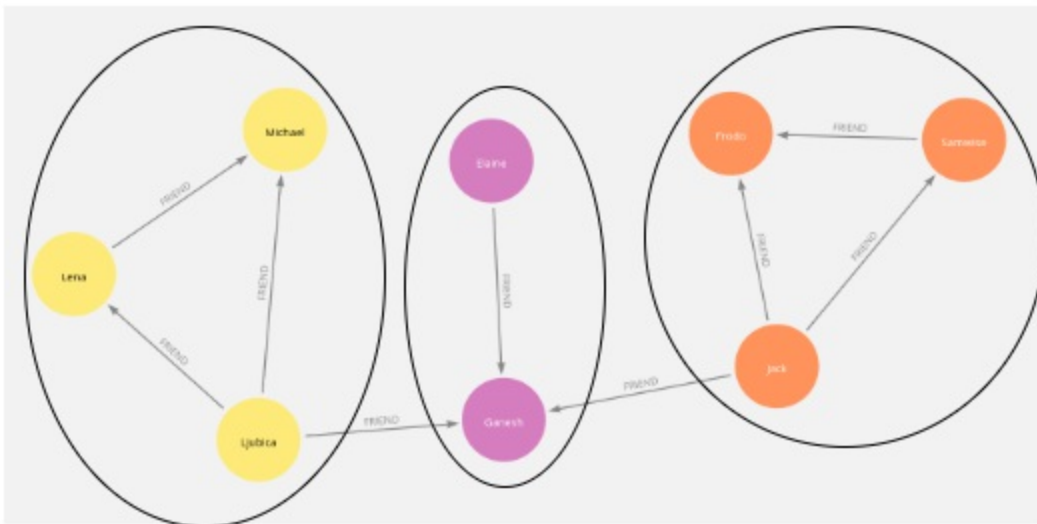 Michael
Elaine
Frodo
FRIEND
Samwise
FRIEND
Lena
FRIEND
FRIEND
FRIEND
FRIEND
FRIEND
Jack
FRIEND
FRIEND
Ganesh
Ljubica